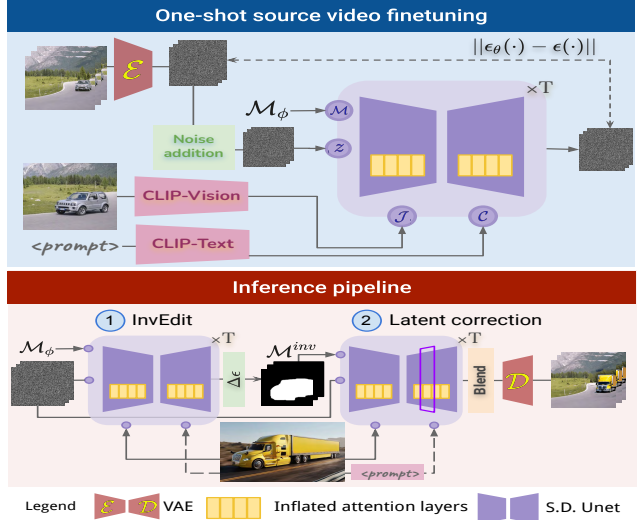 One-shot source video finetuning
ℰ
||ϵ_θ(·) − ϵ(·)||
×T
ℳ_ϕ
ℳ
Noise
addition
z
CLIP-Vision
<prompt>
CLIP-Text
𝒥
𝒞
Inference pipeline
1 InvEdit
2 Latent correction
×T
×T
ℳ_ϕ
ℳ^{inv}
Δϵ
Blend
𝒟
<prompt>
Legend
ℰ 𝒟 VAE
Inflated attention layers
S.D. Unet